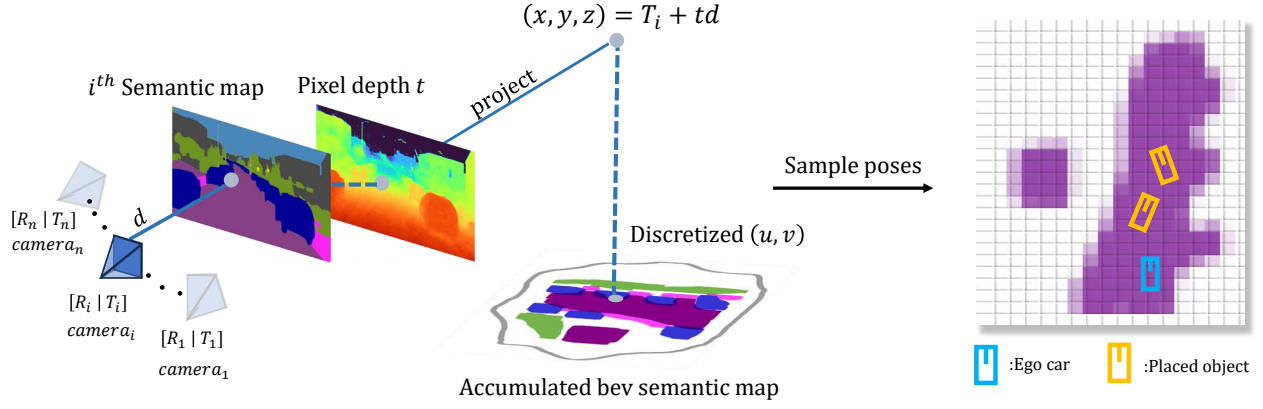 (x, y, z) = T_i + td
i^{th} Semantic map
Pixel depth t
project
Sample poses
d
[R_n | T_n]
camera_n
Discretized (u, v)
[R_i | T_i]
camera_i
[R_1 | T_1]
camera_1
Accumulated bev semantic map
:Ego car
:Placed object